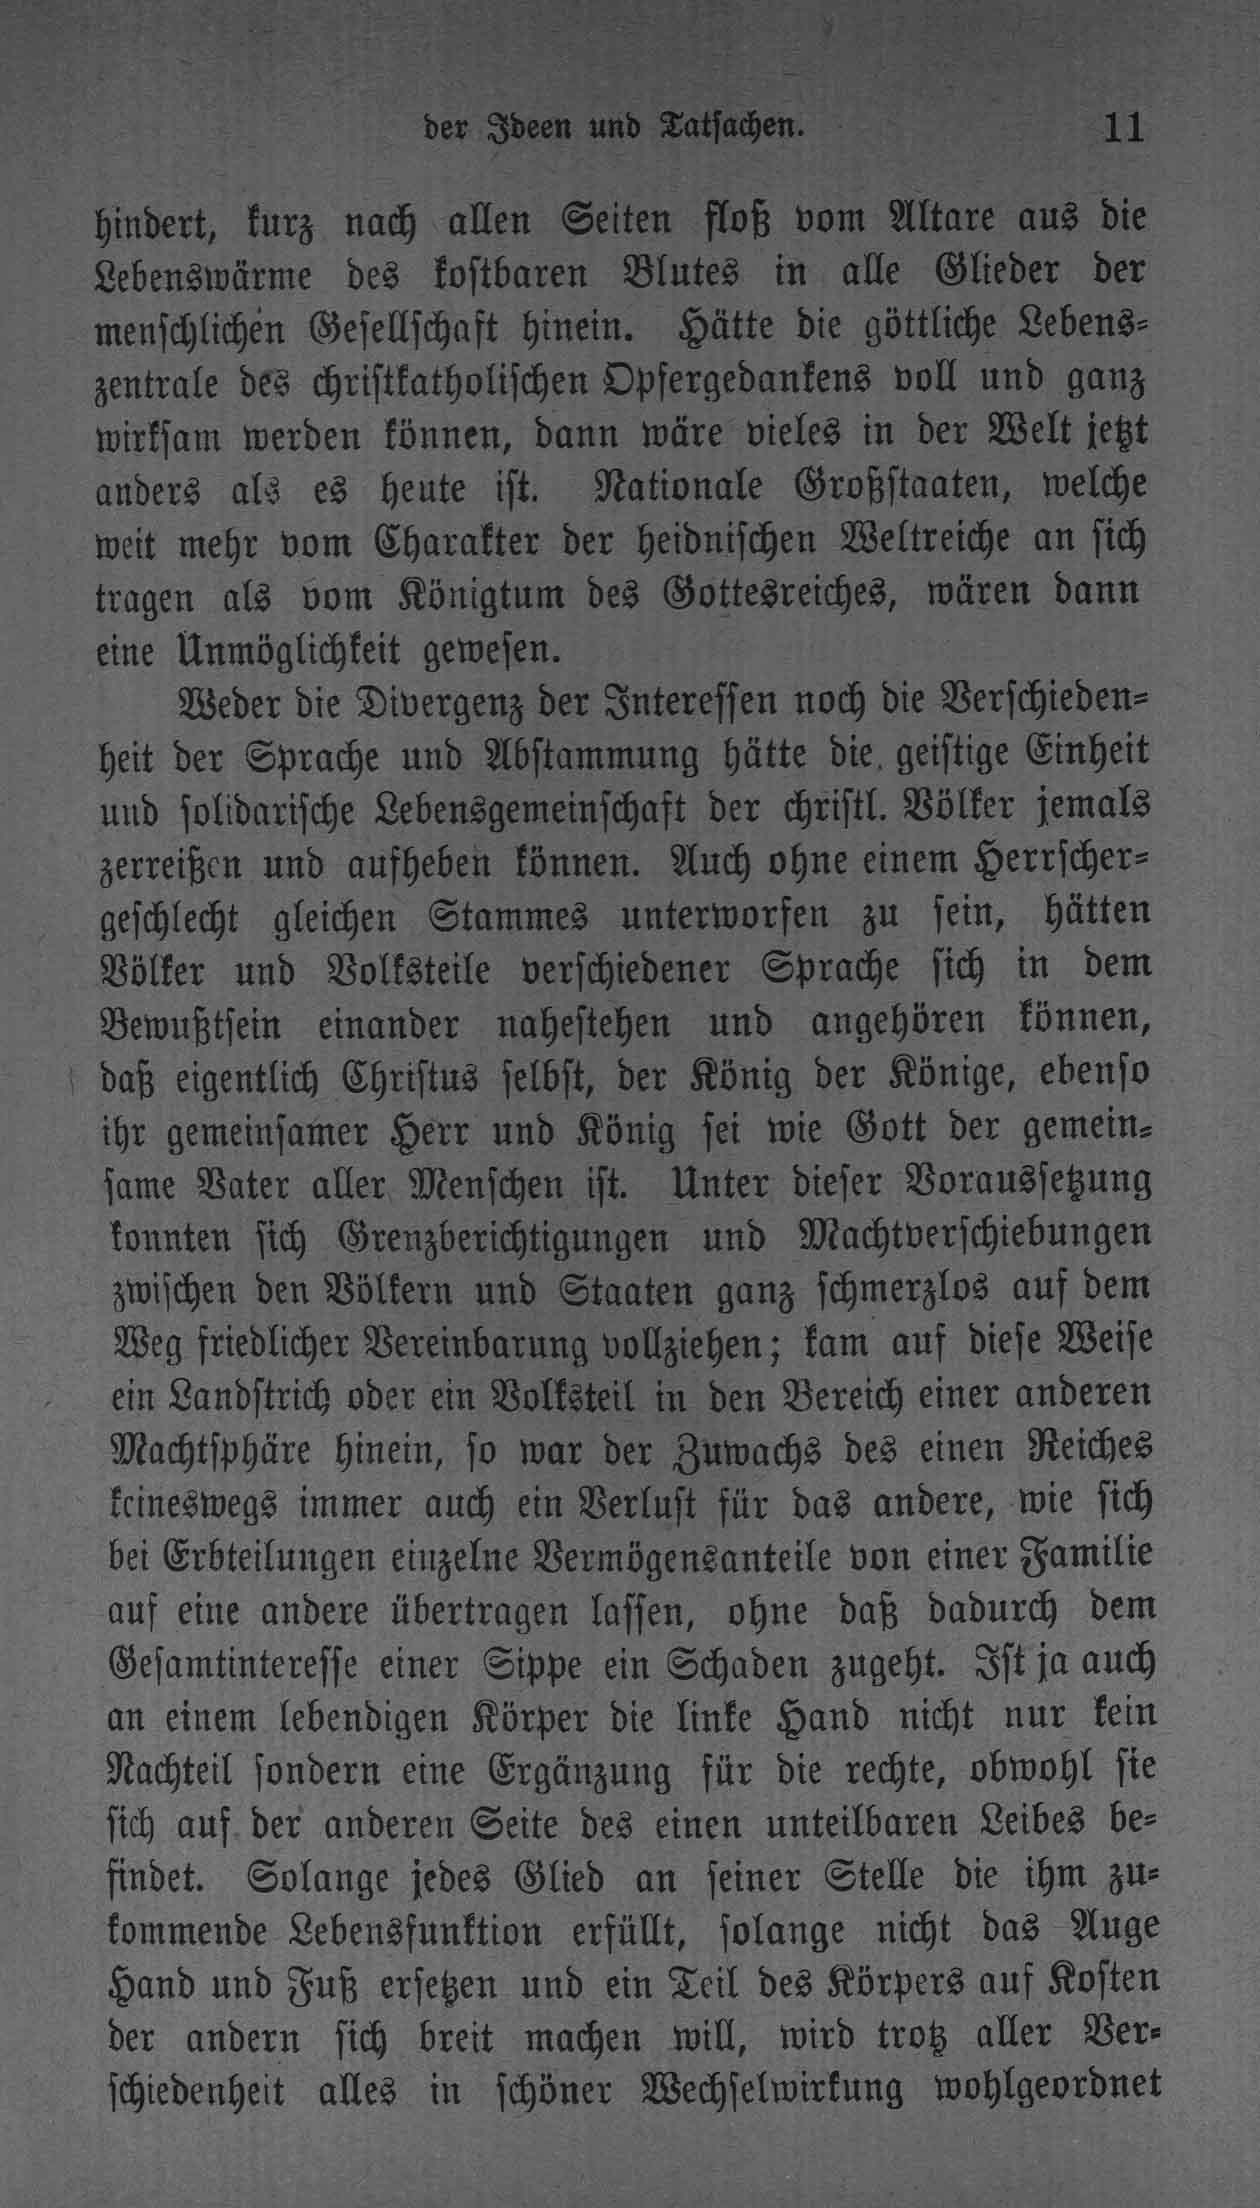 der Ideen und Tatsachen. 11
hindert, kurz nach allen Seiten floß vom Altare aus die
Lebenswärme des kostbaren Blutes in alle Glieder der
menschlichen Gesellschaft hinein. Hätte die göttliche Lebens-
zentrale des christkatholischen Opfergedankens voll und ganz
wirksam werden können, dann wäre vieles in der Welt jetzt
anders als es heute ist. Nationale Großstaaten, welche
weit mehr vom Charakter der heidnischen Weltreiche an sich
tragen als vom Königtum des Gottesreiches, wären dann
eine Unmöglichkeit gewesen.
Weder die Divergenz der Interessen noch die Verschieden-
heit der Sprache und Abstammung hätte die geistige Einheit
und solidarische Lebensgemeinschaft der christl. Völker jemals
zerreißen und aufheben können. Auch ohne einem Herrscher-
geschlecht gleichen Stammes unterworfen zu sein, hätten
Völker und Volksteile verschiedener Sprache sich in dem
Bewußtsein einander nahestehen und angehören können,
daß eigentlich Christus selbst, der König der Könige, ebenso
ihr gemeinsamer Herr und König sei wie Gott der gemein-
same Vater aller Menschen ist. Unter dieser Voraussetzung
konnten sich Grenzberichtigungen und Machtverschiebungen
zwischen den Völkern und Staaten ganz schmerzlos auf dem
Weg friedlicher Vereinbarung vollziehen; kam auf diese Weise
ein Landstrich oder ein Volksteil in den Bereich einer anderen
Machtsphäre hinein, so war der Zuwachs des einen Reiches
keineswegs immer auch ein Verlust für das andere, wie sich
bei Erbteilungen einzelne Vermögensanteile von einer Familie
auf eine andere übertragen lassen, ohne daß dadurch dem
Gesamtinteresse einer Sippe ein Schaden zugeht. Ist ja auch
an einem lebendigen Körper die linke Hand nicht nur kein
Nachteil sondern eine Ergänzung für die rechte, obwohl sie
sich auf der anderen Seite des einen unteilbaren Leibes be-
findet. Solange jedes Glied an seiner Stelle die ihm zu-
kommende Lebensfunktion erfüllt, solange nicht das Auge
Hand und Fuß ersetzen und ein Teil des Körpers auf Kosten
der andern sich breit machen will, wird trotz aller Ver-
schiedenheit alles in schöner Wechselwirkung wohlgeordnet